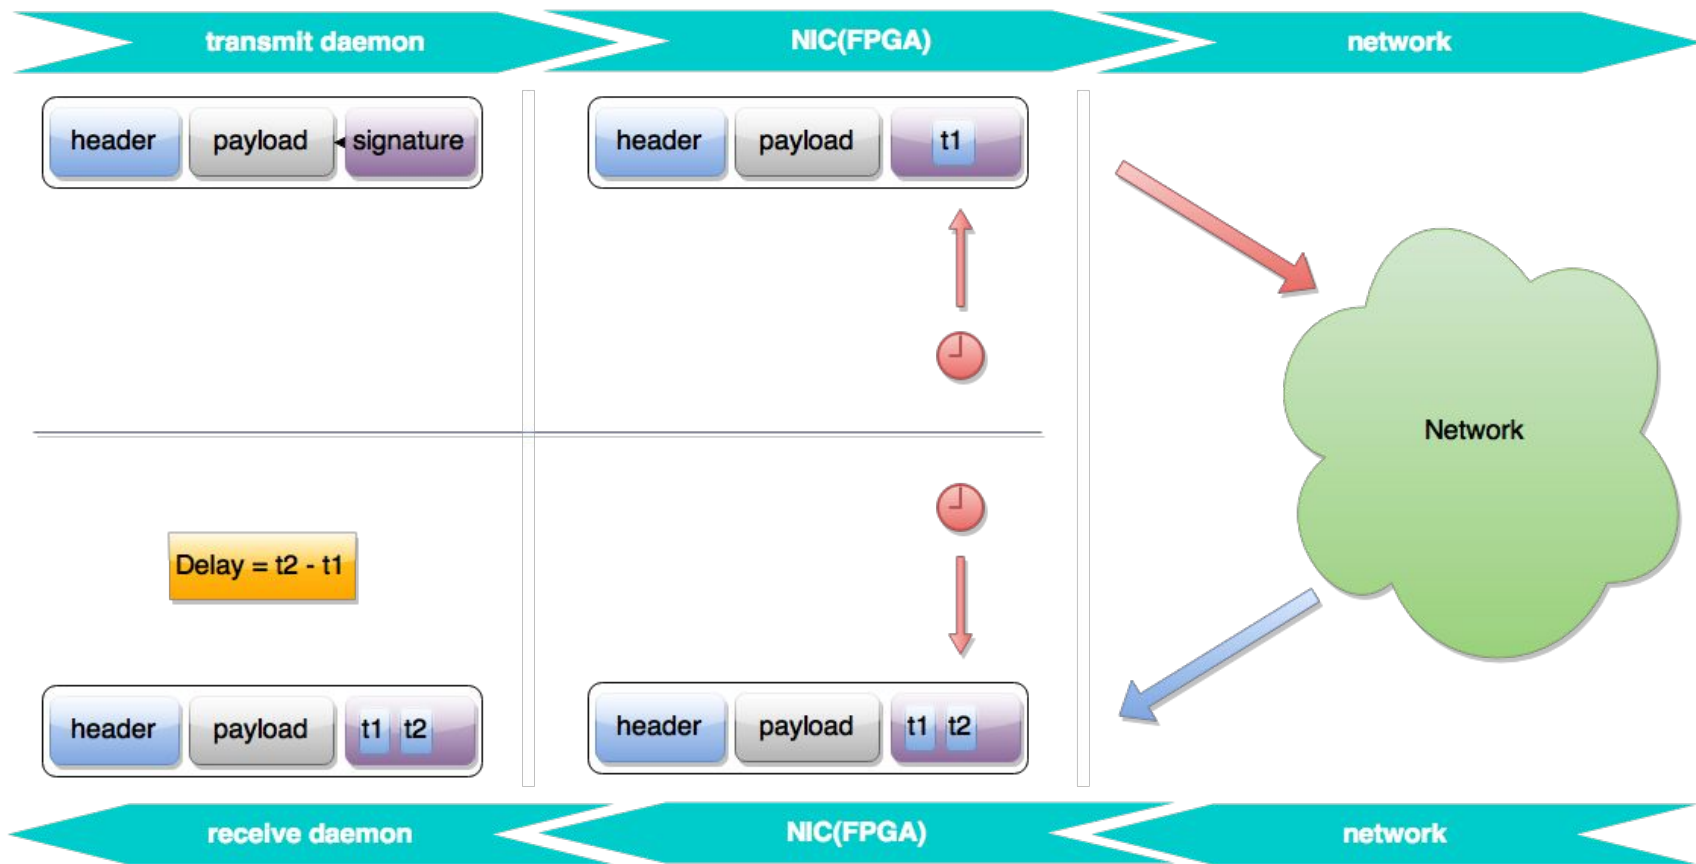 transmit daemon
NIC(FPGA)
network
header payload signature
header payload t1
Network
Delay = t2 - t1
header payload t1 t2
header payload t1 t2
receive daemon
NIC(FPGA)
network